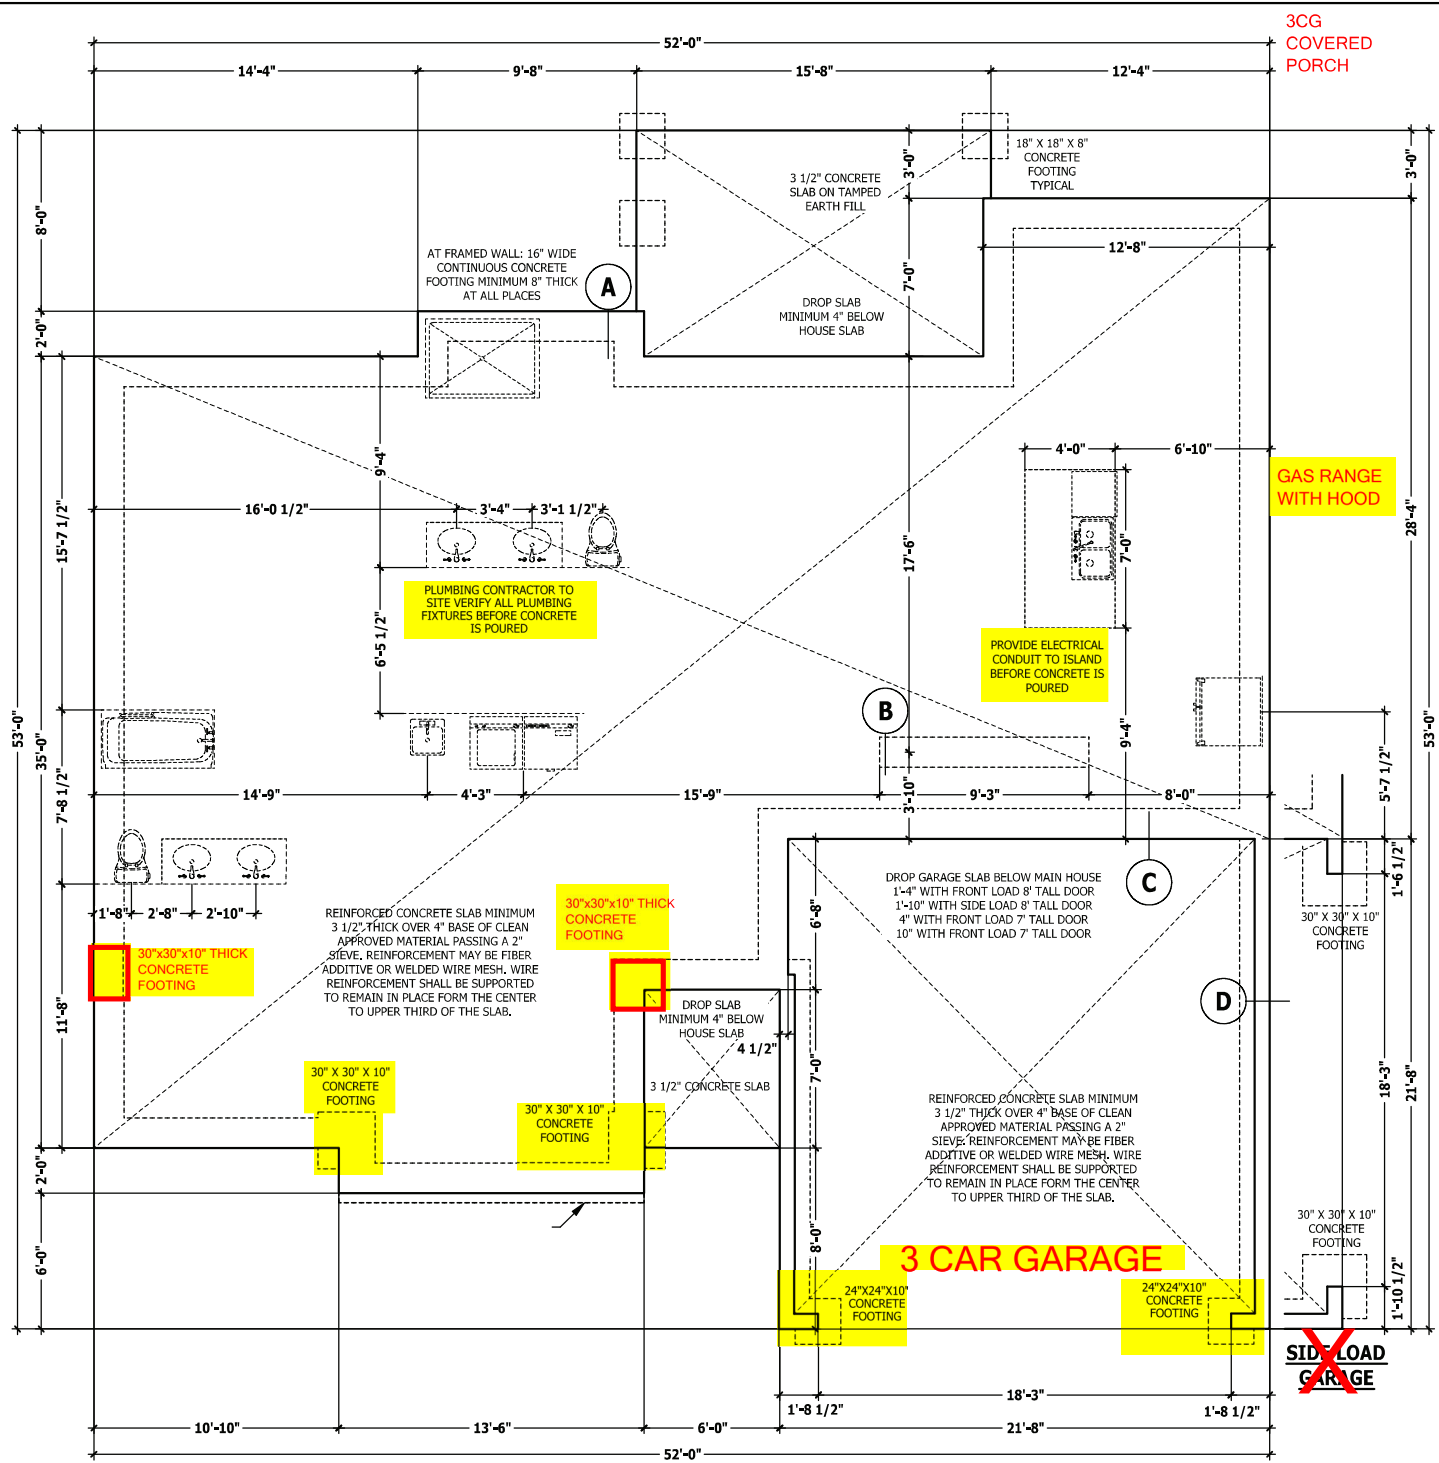 3CG
COVERED
PORCH
52'-0"
14'-4"
9'-8"
15'-8"
12'-4"
18" X 18" X 8"
CONCRETE
FOOTING
TYPICAL
3'-0"
3'-0"
3 1/2" CONCRETE
SLAB ON TAMPED
EARTH FILL
8'-0"
AT FRAMED WALL: 16" WIDE
CONTINUOUS CONCRETE
FOOTING MINIMUM 8" THICK
AT ALL PLACES
A
12'-8"
7'-0"
DROP SLAB
MINIMUM 4" BELOW
HOUSE SLAB
2'-0"
9'-4"
4'-0"
6'-10"
GAS RANGE
WITH HOOD
16'-0 1/2"
3'-4"
3'-1 1/2"
15'-7 1/2"
17'-6"
7'-0"
28'-4"
PLUMBING CONTRACTOR TO
SITE VERIFY ALL PLUMBING
FIXTURES BEFORE CONCRETE
IS POURED
6'-5 1/2"
PROVIDE ELECTRICAL
CONDUIT TO ISLAND
BEFORE CONCRETE IS
POURED
B
53'-0"
35'-0"
9'-4"
53'-0"
5'-7 1/2"
7'-8 1/2"
14'-9"
4'-3"
15'-9"
3'-10"
9'-3"
8'-0"
DROP GARAGE SLAB BELOW MAIN HOUSE
1'-4" WITH FRONT LOAD 8' TALL DOOR
1'-10" WITH SIDE LOAD 8' TALL DOOR
4" WITH FRONT LOAD 7' TALL DOOR
10" WITH FRONT LOAD 7' TALL DOOR
C
1'-6 1/2"
30" X 30" X 10"
CONCRETE
FOOTING
1'-8"
2'-8"
2'-10"
6'-8"
30"x30"x10" THICK
CONCRETE
FOOTING
REINFORCED CONCRETE SLAB MINIMUM
3 1/2" THICK OVER 4" BASE OF CLEAN
APPROVED MATERIAL PASSING A 2"
SIEVE. REINFORCEMENT MAY BE FIBER
ADDITIVE OR WELDED WIRE MESH. WIRE
REINFORCEMENT SHALL BE SUPPORTED
TO REMAIN IN PLACE FORM THE CENTER
TO UPPER THIRD OF THE SLAB.
30"x30"x10" THICK
CONCRETE
FOOTING
11'-8"
D
DROP SLAB
MINIMUM 4" BELOW
HOUSE SLAB
4 1/2"
7'-0"
3 1/2" CONCRETE SLAB
18'-3"
21'-8"
30" X 30" X 10"
CONCRETE
FOOTING
30" X 30" X 10"
CONCRETE
FOOTING
REINFORCED CONCRETE SLAB MINIMUM
3 1/2" THICK OVER 4" BASE OF CLEAN
APPROVED MATERIAL PASSING A 2"
SIEVE. REINFORCEMENT MAY BE FIBER
ADDITIVE OR WELDED WIRE MESH. WIRE
REINFORCEMENT SHALL BE SUPPORTED
TO REMAIN IN PLACE FORM THE CENTER
TO UPPER THIRD OF THE SLAB.
2'-0"
6'-0"
8'-0"
30" X 30" X 10"
CONCRETE
FOOTING
3 CAR GARAGE
24"X24"X10"
CONCRETE
FOOTING
24"X24"X10"
CONCRETE
FOOTING
1'-10 1/2"
SIDE LOAD
GARAGE
18'-3"
1'-8 1/2"
1'-8 1/2"
10'-10"
13'-6"
6'-0"
21'-8"
52'-0"